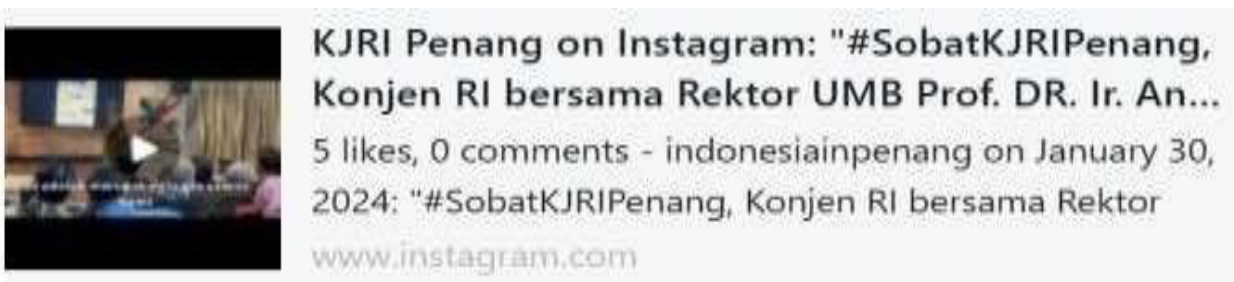 KJRI Penang on Instagram: "#SobatKJRIPenang,
Konjen RI bersama Rektor UMB Prof. DR. Ir. An...
5 likes, 0 comments - indonesiainpenang on January 30,
2024: "#SobatKJRIPenang, Konjen RI bersama Rektor
www.instagram.com